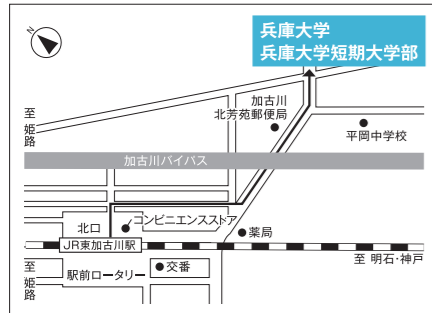 N
兵庫大学
兵庫大学短期大学部
加古川
北芳苑郵便局
至 姫路
平岡中学校
加古川バイパス
北口
コンビニエンスストア
薬局
JR東加古川駅
至 明石・神戸
至 姫路
駅前ロータリー
交番